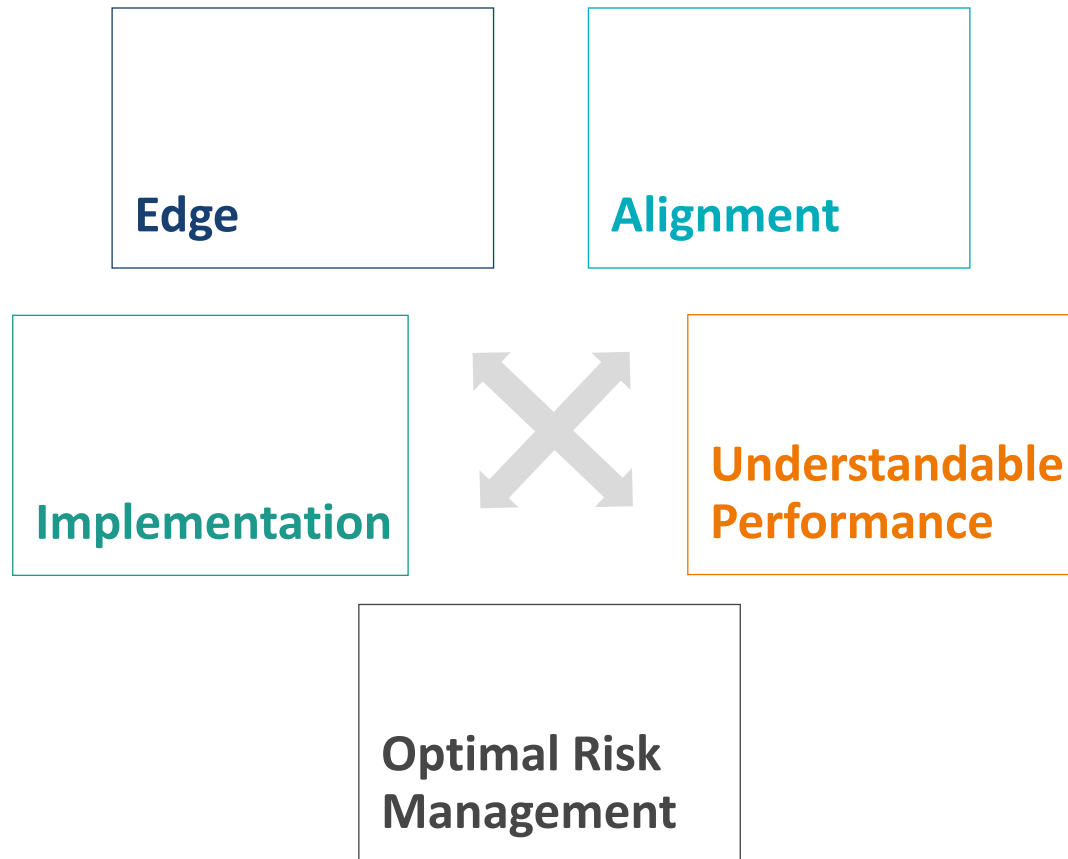 Edge
Alignment
Implementation
Understandable
Performance
Optimal Risk
Management